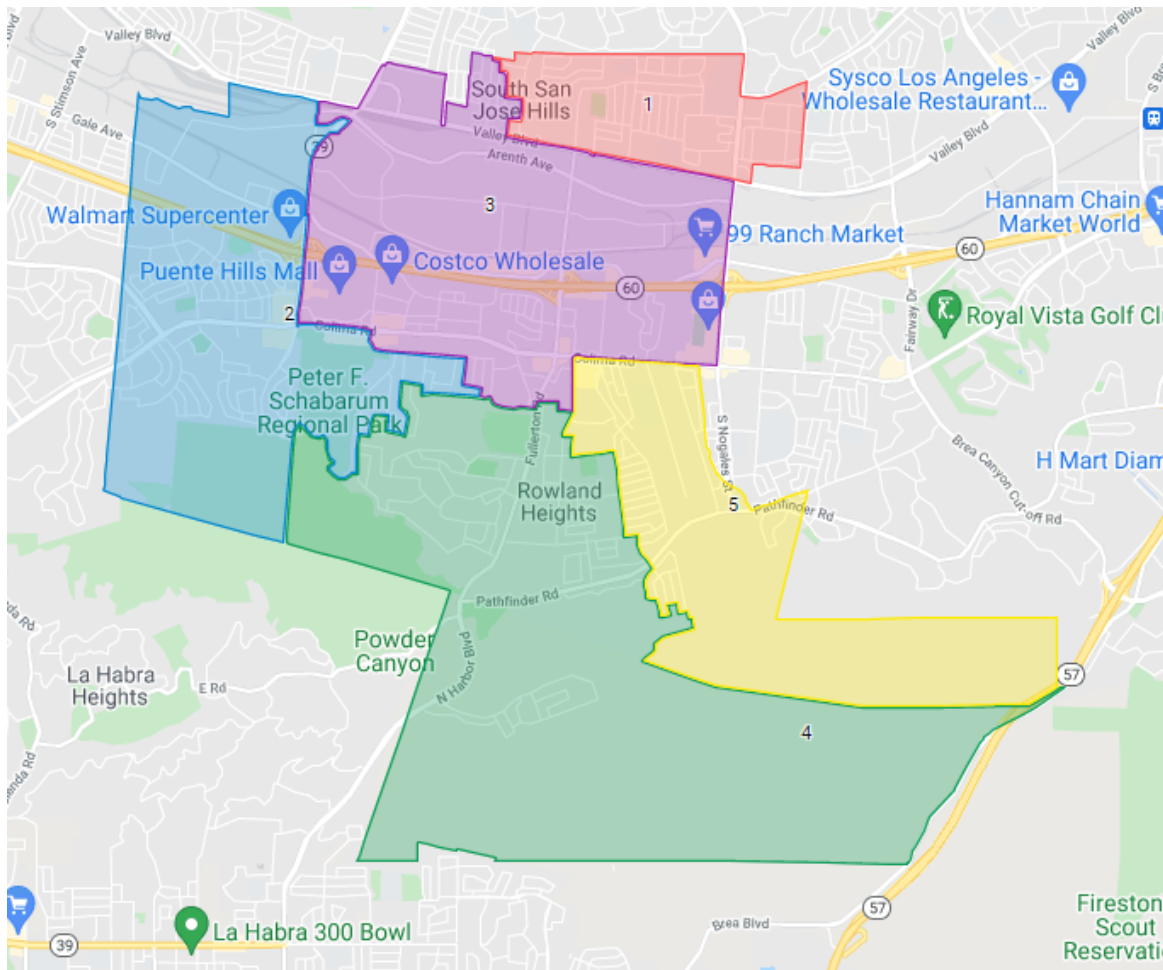 Valley Blvd
Valley Blvd
S Stimson Ave
Gale Ave
South San
Jose Hills
1
Sysco Los Angeles -
Wholesale Restaurant...
Valley Blvd
Valley Blvd
Arenth Ave
39
3
Walmart Supercenter
Hannam Chain
Market World
99 Ranch Market
60
Puente Hills Mall
Costco Wholesale
60
Fairway Dr
Royal Vista Golf Cl
2
Colima Rd
Colima Rd
Peter F.
Schabarum
Regional Park
Fullerton Rd
S Nogales St
Brea Canyon Cut-off Rd
H Mart Diam
Rowland
Heights
5
Pathfinder Rd
Pathfinder Rd
Powder
Canyon
N Harbor Blvd
La Habra
Heights
E Rd
57
4
57
Brea Blvd
Fireston
Scout
Reservati
La Habra 300 Bowl
39